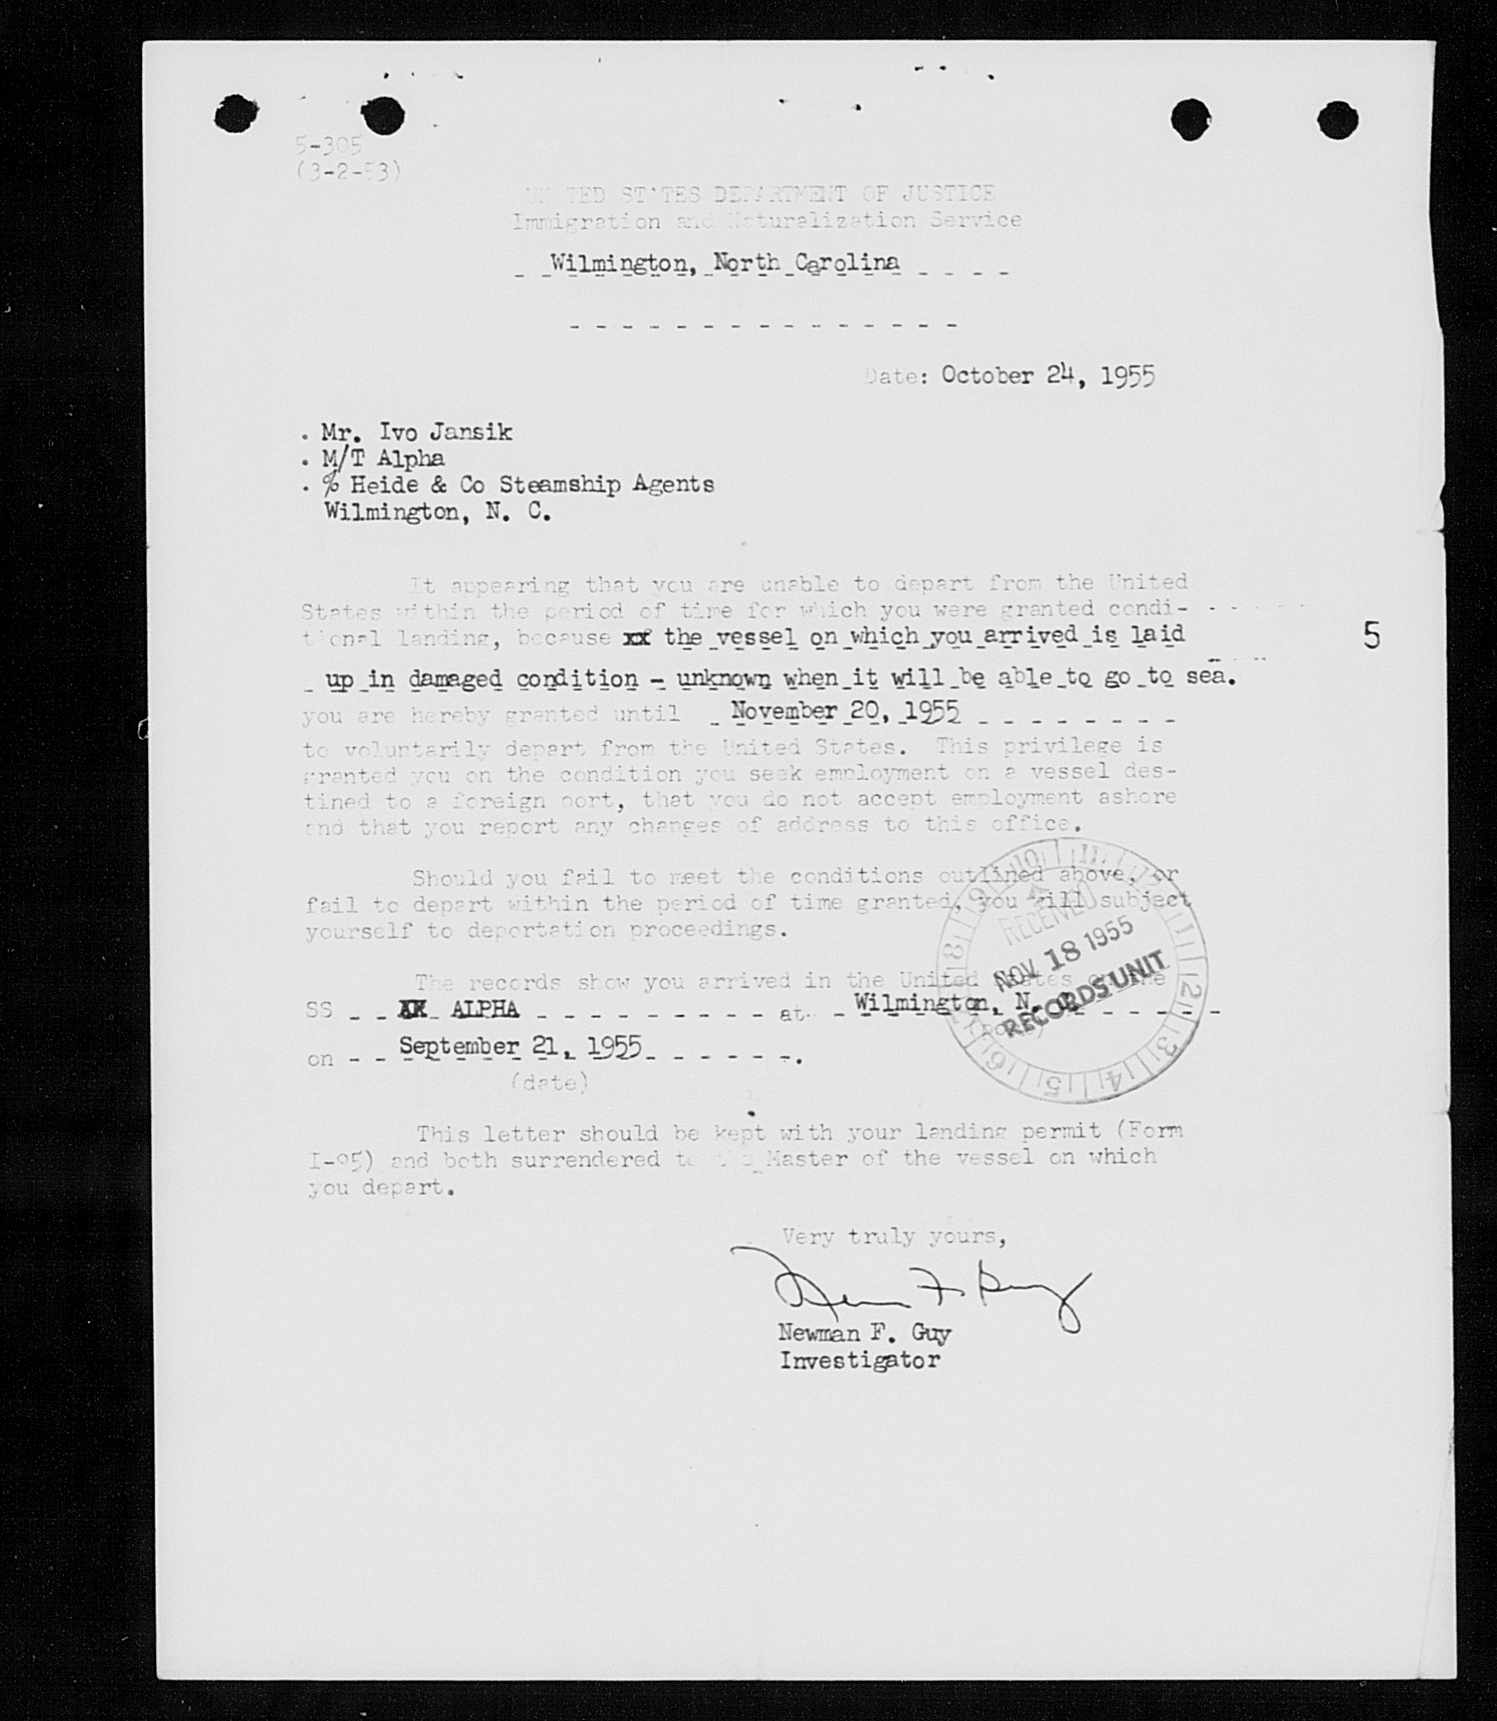 5-305
(3-2-53)
UNITED STATES DEPARTMENT OF JUSTICE
Immigration and Naturalization Service
Wilmington, North Carolina
Date: October 24, 1955
. Mr. Ivo Jansik
. M/T Alpha
. % Heide & Co Steamship Agents
Wilmington, N. C.
It appearing that you are unable to depart from the United
States within the period of time for which you were granted condi-
tional landing, because xx the vessel on which you arrived is laid
5
up in damaged condition - unknown when it will be able to go to sea.
you are hereby granted until November 20, 1955
to voluntarily depart from the United States. This privilege is
granted you on the condition you seek employment on a vessel des-
tined to a foreign port, that you do not accept employment ashore
and that you report any changes of address to this office.
Should you fail to meet the conditions outlined above, or
fail to depart within the period of time granted, you will subject
yourself to deportation proceedings.
RECEIVED
NOV 18 1955
RECORDS UNIT
The records show you arrived in the United States on the
SS XX ALPHA at Wilmington, N. C.
(port)
on September 21, 1955.
(date)
This letter should be kept with your landing permit (Form
I-95) and both surrendered to the Master of the vessel on which
you depart.
Very truly yours,
Newman F. Guy
Newman F. Guy
Investigator